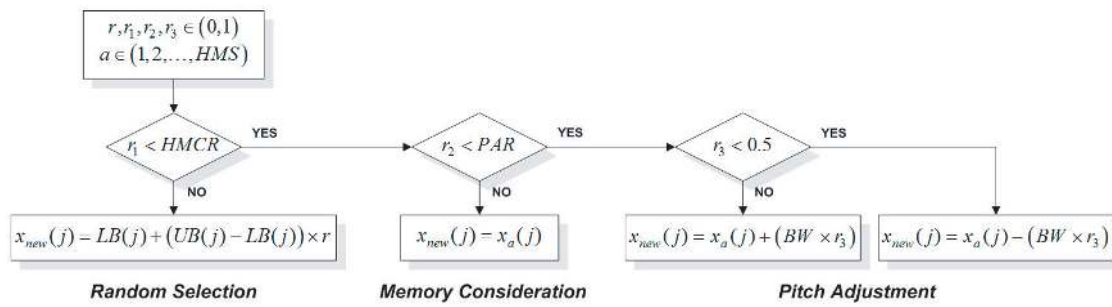 r, r₁, r₂, r₃ ∈ (0,1)
a ∈ (1,2,…,HMS)
r₁ < HMCR
YES
r₂ < PAR
YES
r₃ < 0.5
YES
NO
NO
NO
x_new(j) = LB(j) + (UB(j) − LB(j)) × r
x_new(j) = x_a(j)
x_new(j) = x_a(j) + (BW × r₃)
x_new(j) = x_a(j) − (BW × r₃)
Random Selection
Memory Consideration
Pitch Adjustment